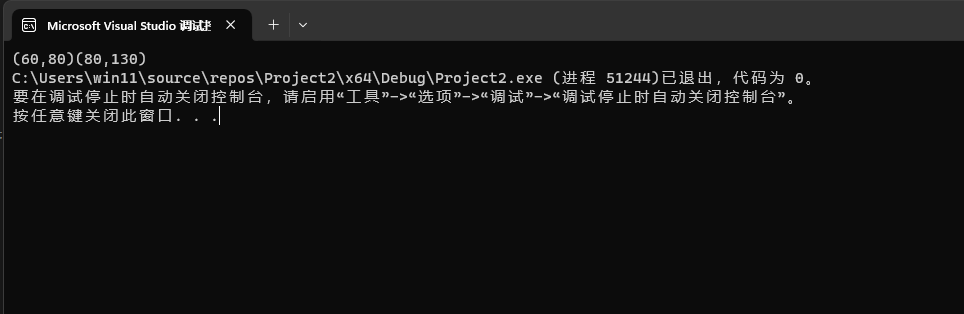 Microsoft Visual Studio 调试控
(60,80)(80,130)
C:\Users\win11\source\repos\Project2\x64\Debug\Project2.exe (进程 51244)已退出，代码为 0。
要在调试停止时自动关闭控制台，请启用“工具”->“选项”->“调试”->“调试停止时自动关闭控制台”。
按任意键关闭此窗口. . .